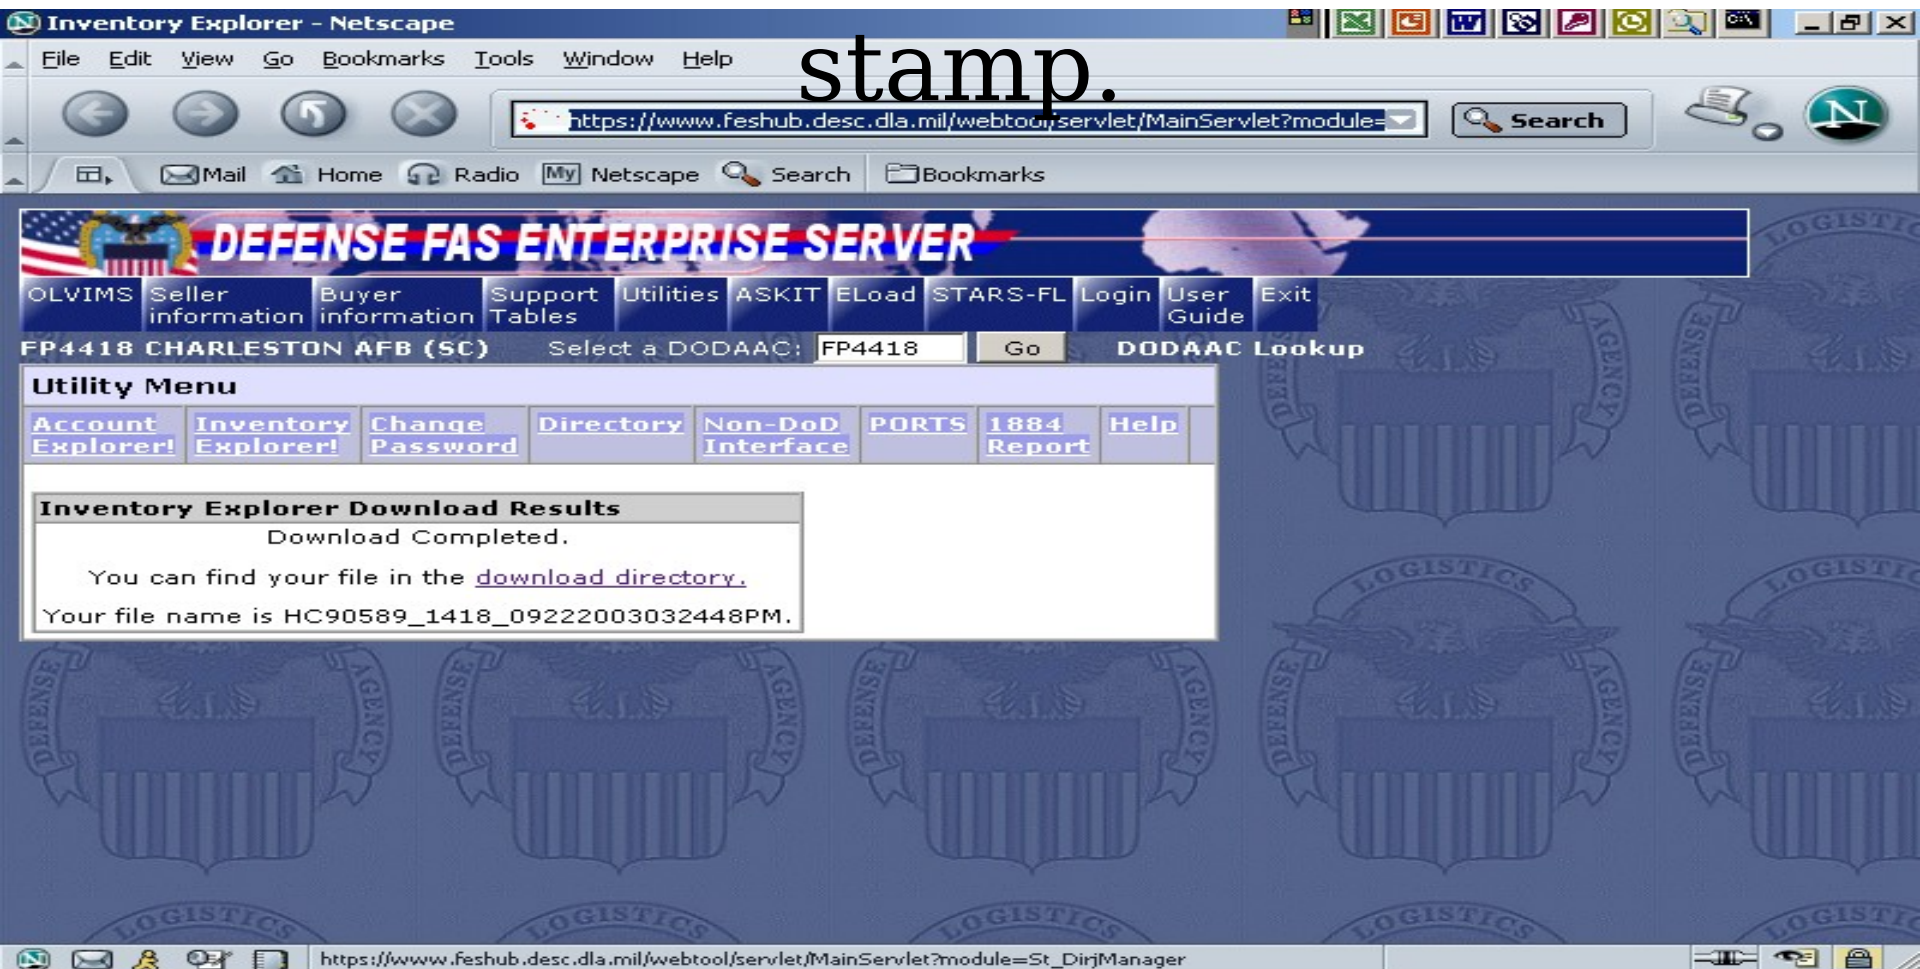 Inventory Explorer - Netscape
stamp.
File Edit View Go Bookmarks Tools Window Help
https://www.feshub.desc.dla.mil/webtool/servlet/MainServlet?module=
Search
N
Mail Home Radio My Netscape Search Bookmarks
DEFENSE FAS ENTERPRISE SERVER
OLVIMS Seller information Buyer information Support Tables Utilities ASKIT ELoad STARS-FL Login User Guide Exit
FP4418 CHARLESTON AFB (SC) Select a DODAAC: FP4418 Go DODAAC Lookup
Utility Menu
Account Explorer! Inventory Explorer! Change Password Directory Non-DoD Interface PORTS 1884 Report Help
Inventory Explorer Download Results
Download Completed.
You can find your file in the download directory.
Your file name is HC90589_1418_09222003032448PM.
https://www.feshub.desc.dla.mil/webtool/servlet/MainServlet?module=St_DirjManager